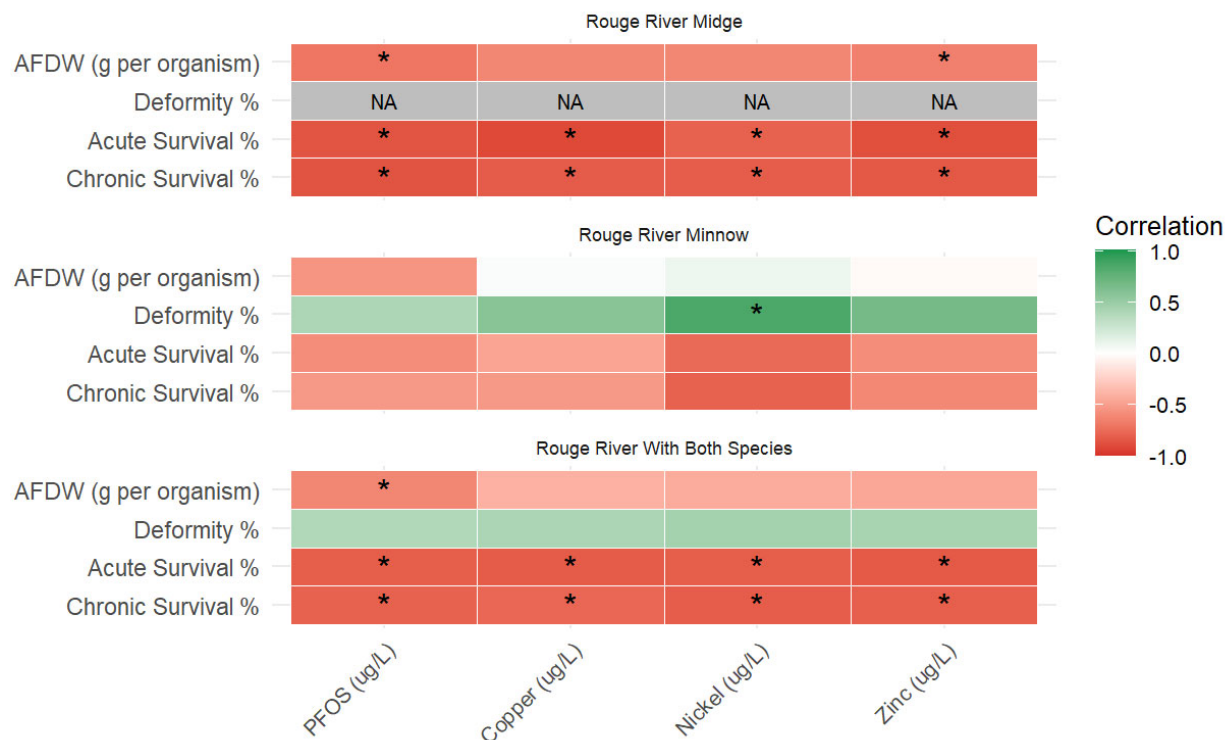 Rouge River Midge
AFDW (g per organism) * *
Deformity % NA NA NA NA
Acute Survival % * * * *
Chronic Survival % * * * *
Rouge River Minnow
AFDW (g per organism)
Deformity % *
Acute Survival %
Chronic Survival %
Rouge River With Both Species
AFDW (g per organism) *
Deformity %
Acute Survival % * * * *
Chronic Survival % * * * *
PFOS (ug/L) Copper (ug/L) Nickel (ug/L) Zinc (ug/L)
Correlation
1.0
0.5
0.0
-0.5
-1.0